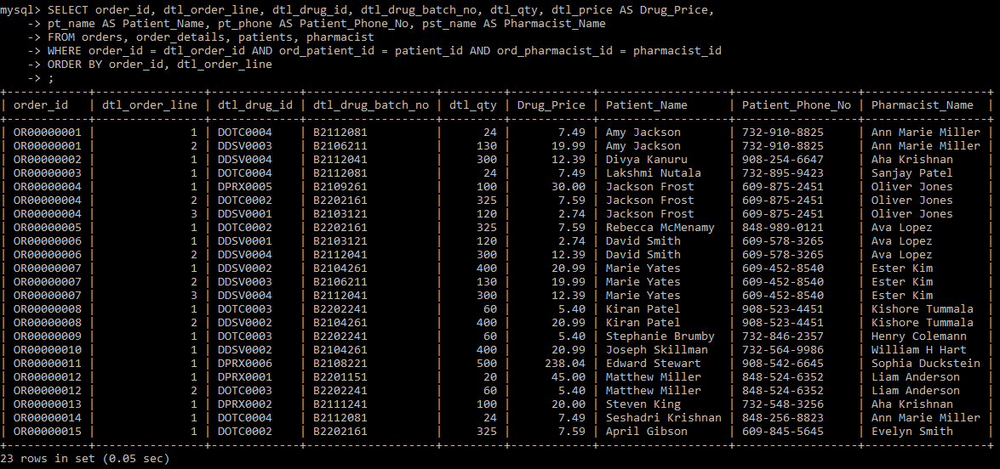 mysql> SELECT order_id, dtl_order_line, dtl_drug_id, dtl_drug_batch_no, dtl_qty, dtl_price AS Drug_Price,
    -> pt_name AS Patient_Name, pt_phone AS Patient_Phone_No, pst_name AS Pharmacist_Name
    -> FROM orders, order_details, patients, pharmacist
    -> WHERE order_id = dtl_order_id AND ord_patient_id = patient_id AND ord_pharmacist_id = pharmacist_id
    -> ORDER BY order_id, dtl_order_line
    -> ;
+------------+----------------+-------------+-------------------+---------+------------+------------------+------------------+------------------+
| order_id   | dtl_order_line | dtl_drug_id | dtl_drug_batch_no | dtl_qty | Drug_Price | Patient_Name     | Patient_Phone_No | Pharmacist_Name  |
+------------+----------------+-------------+-------------------+---------+------------+------------------+------------------+------------------+
| OR00000001 |              1 | DOTC0004    | B2112081          |      24 |       7.49 | Amy Jackson      | 732-910-8825     | Ann Marie Miller |
| OR00000001 |              2 | DDSV0003    | B2106211          |     130 |      19.99 | Amy Jackson      | 732-910-8825     | Ann Marie Miller |
| OR00000002 |              1 | DDSV0004    | B2112041          |     300 |      12.39 | Divya Kanuru     | 908-254-6647     | Aha Krishnan     |
| OR00000003 |              1 | DOTC0004    | B2112081          |      24 |       7.49 | Lakshmi Nutala   | 732-895-9423     | Sanjay Patel     |
| OR00000004 |              1 | DPRX0005    | B2109261          |     100 |      30.00 | Jackson Frost    | 609-875-2451     | Oliver Jones     |
| OR00000004 |              2 | DOTC0002    | B2202161          |     325 |       7.59 | Jackson Frost    | 609-875-2451     | Oliver Jones     |
| OR00000004 |              3 | DDSV0001    | B2103121          |     120 |       2.74 | Jackson Frost    | 609-875-2451     | Oliver Jones     |
| OR00000005 |              1 | DOTC0002    | B2202161          |     325 |       7.59 | Rebecca McMenamy | 848-989-0121     | Ava Lopez        |
| OR00000006 |              1 | DDSV0001    | B2103121          |     120 |       2.74 | David Smith      | 609-578-3265     | Ava Lopez        |
| OR00000006 |              2 | DDSV0004    | B2112041          |     300 |      12.39 | David Smith      | 609-578-3265     | Ava Lopez        |
| OR00000007 |              1 | DDSV0002    | B2104261          |     400 |      20.99 | Marie Yates      | 609-452-8540     | Ester Kim        |
| OR00000007 |              2 | DDSV0003    | B2106211          |     130 |      19.99 | Marie Yates      | 609-452-8540     | Ester Kim        |
| OR00000007 |              3 | DDSV0004    | B2112041          |     300 |      12.39 | Marie Yates      | 609-452-8540     | Ester Kim        |
| OR00000008 |              1 | DOTC0003    | B2202241          |      60 |       5.40 | Kiran Patel      | 908-523-4451     | Kishore Tummala  |
| OR00000008 |              2 | DDSV0002    | B2104261          |     400 |      20.99 | Kiran Patel      | 908-523-4451     | Kishore Tummala  |
| OR00000009 |              1 | DOTC0003    | B2202241          |      60 |       5.40 | Stephanie Brumby | 732-846-2357     | Henry Colemann   |
| OR00000010 |              1 | DDSV0002    | B2104261          |     400 |      20.99 | Joseph Skillman  | 732-564-9986     | William H Hart   |
| OR00000011 |              1 | DPRX0006    | B2108221          |     500 |     238.04 | Edward Stewart   | 908-542-6645     | Sophia Duckstein |
| OR00000012 |              1 | DPRX0001    | B2201151          |      20 |      45.00 | Matthew Miller   | 848-524-6352     | Liam Anderson    |
| OR00000012 |              2 | DOTC0003    | B2202241          |      60 |       5.40 | Matthew Miller   | 848-524-6352     | Liam Anderson    |
| OR00000013 |              1 | DPRX0002    | B2111241          |     100 |      20.00 | Steven King      | 732-548-3256     | Aha Krishnan     |
| OR00000014 |              1 | DOTC0004    | B2112081          |      24 |       7.49 | Seshadri Krishnan | 848-256-8823     | Ann Marie Miller |
| OR00000015 |              1 | DOTC0002    | B2202161          |     325 |       7.59 | April Gibson     | 609-845-5645     | Evelyn Smith     |
+------------+----------------+-------------+-------------------+---------+------------+------------------+------------------+------------------+
23 rows in set (0.05 sec)